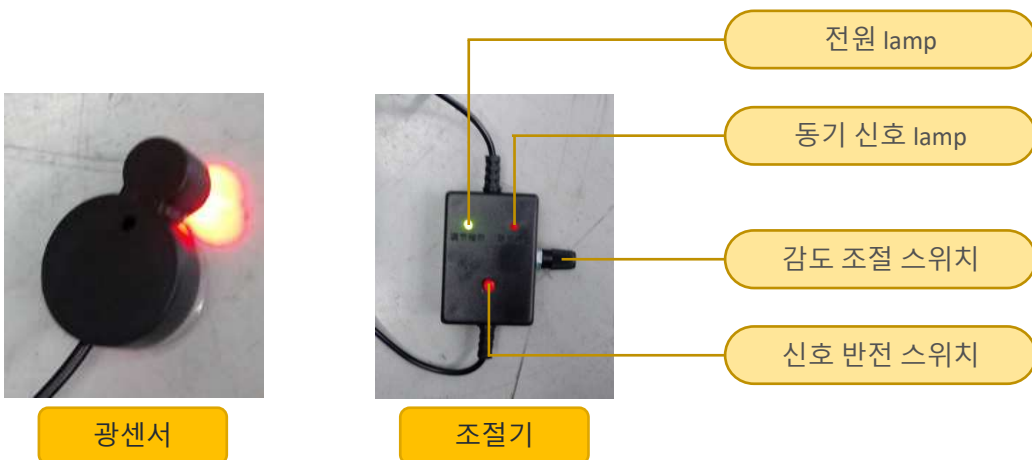 전원 lamp
동기 신호 lamp
감도 조절 스위치
신호 반전 스위치
광센서
조절기